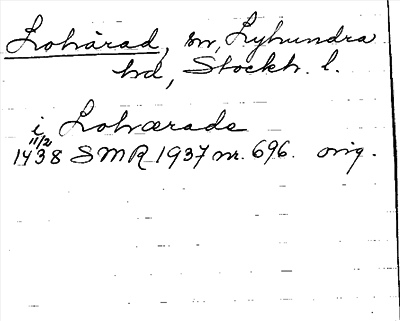 Lohärad, sn, Lyhundra
hd, Stockh. l.
i Lohærade
11/2
1438 SMR 1937 nr. 696. orig.